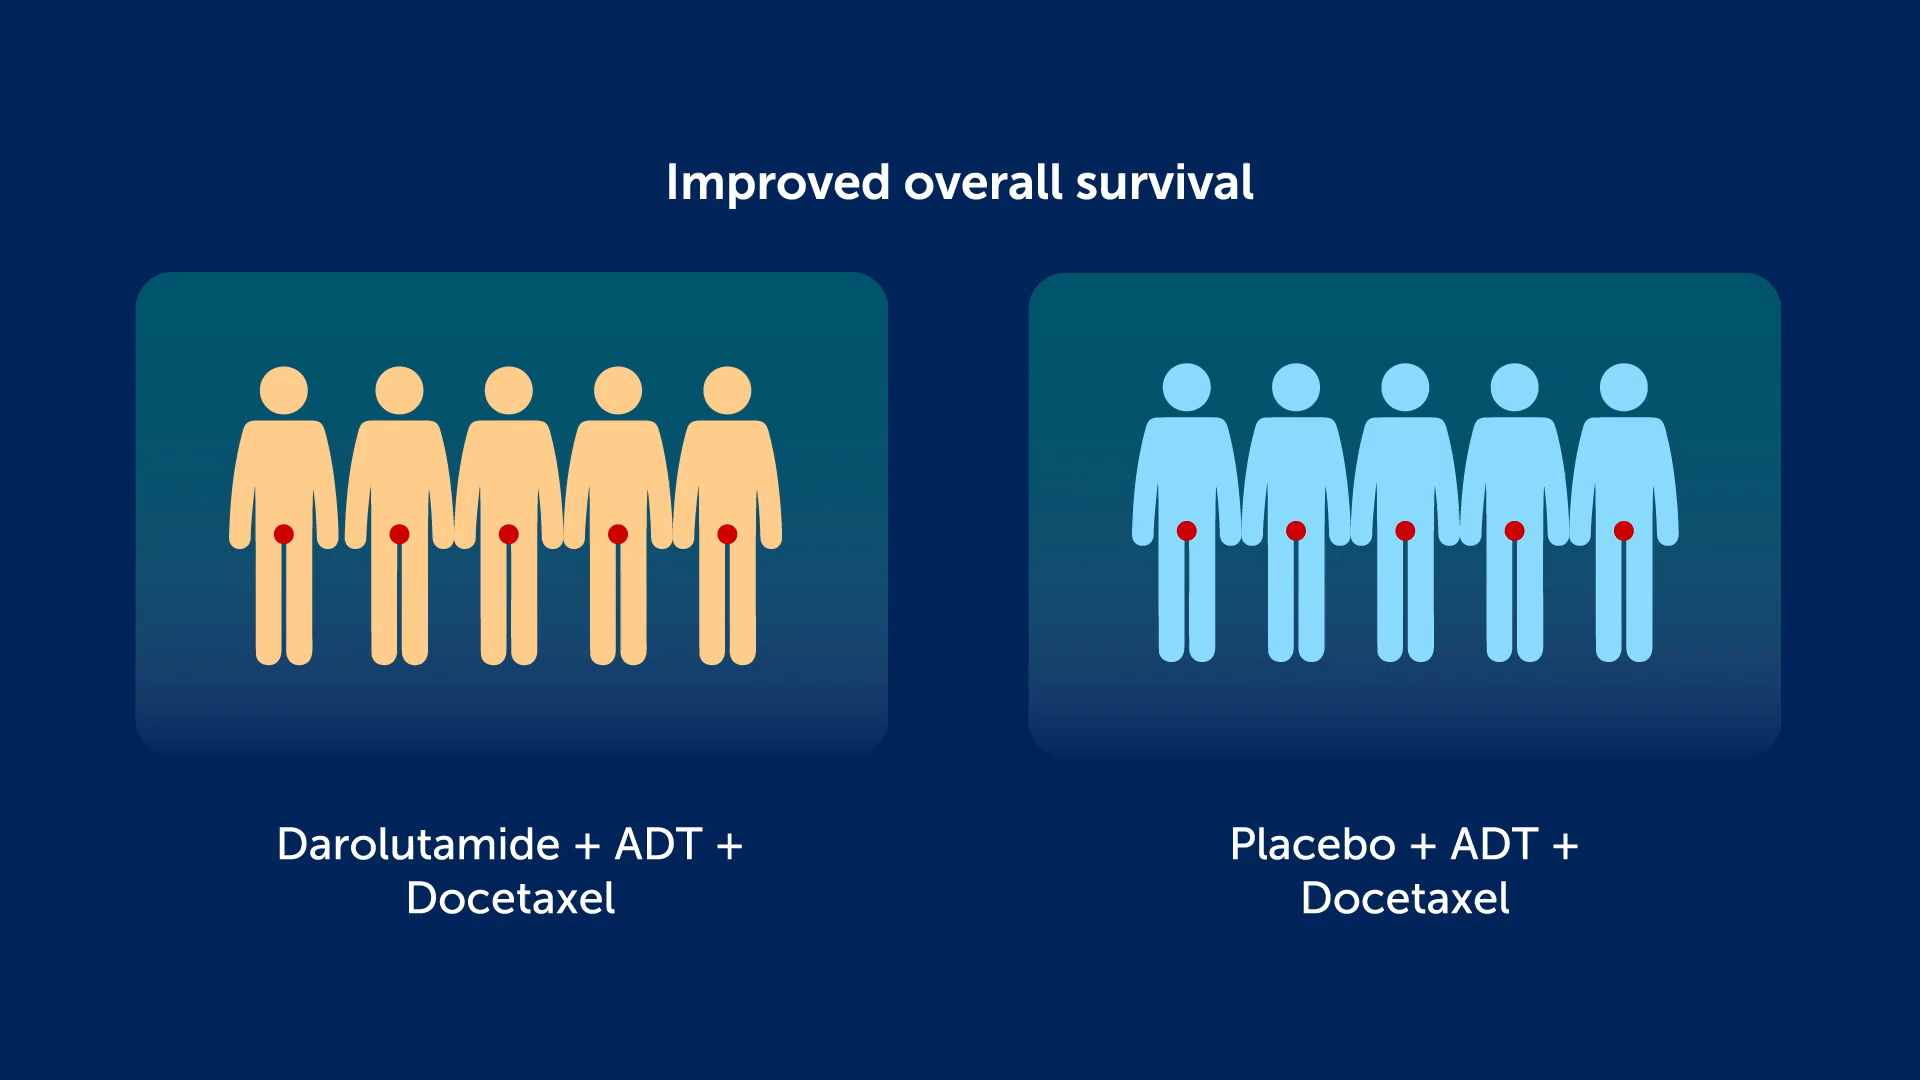 Improved overall survival
Darolutamide + ADT +
Docetaxel
Placebo + ADT +
Docetaxel